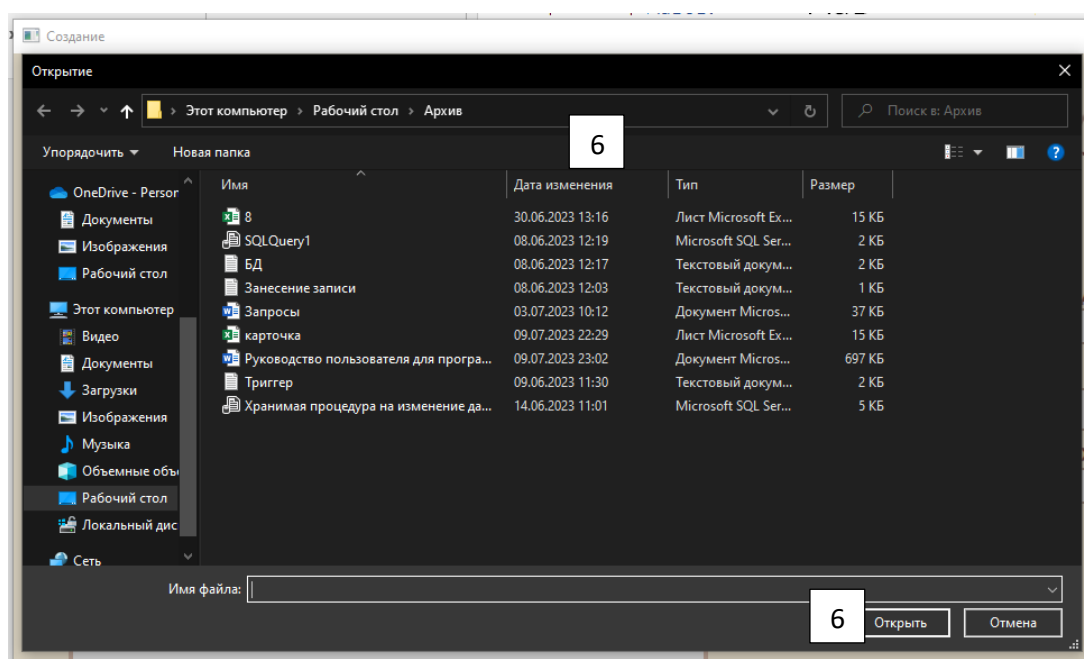 Создание
Открытие
Этот компьютер › Рабочий стол › Архив
Поиск в: Архив
Упорядочить
Новая папка
6
?
Имя Дата изменения Тип Размер
OneDrive - Person
Документы
Изображения
Рабочий стол
Этот компьютер
Видео
Документы
Загрузки
Изображения
Музыка
Объемные объ
Рабочий стол
Локальный дис
Сеть
8 30.06.2023 13:16 Лист Microsoft Ex... 15 КБ
SQLQuery1 08.06.2023 12:19 Microsoft SQL Ser... 2 КБ
БД 08.06.2023 12:17 Текстовый докум... 2 КБ
Занесение записи 08.06.2023 12:03 Текстовый докум... 1 КБ
Запросы 03.07.2023 10:12 Документ Micros... 37 КБ
карточка 09.07.2023 22:29 Лист Microsoft Ex... 15 КБ
Руководство пользователя для програ... 09.07.2023 23:02 Документ Micros... 697 КБ
Триггер 09.06.2023 11:30 Текстовый докум... 2 КБ
Хранимая процедура на изменение да... 14.06.2023 11:01 Microsoft SQL Ser... 5 КБ
Имя файла:
6
Открыть
Отмена